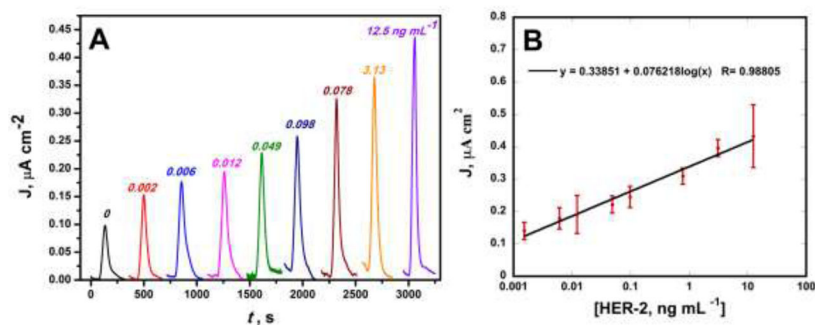 A
J, µA cm-2
0.45
0.40
0.35
0.30
0.25
0.20
0.15
0.10
0.05
0.00
0
0.002
0.006
0.012
0.049
0.098
0.078
3.13
12.5 ng mL⁻¹
0 500 1000 1500 2000 2500 3000
t, s
B
J, µA cm²
0.8
0.7
0.6
0.5
0.4
0.3
0.2
0.1
0
y = 0.33851 + 0.076218log(x) R= 0.98805
0.001 0.01 0.1 1 10 100
[HER-2, ng mL⁻¹]